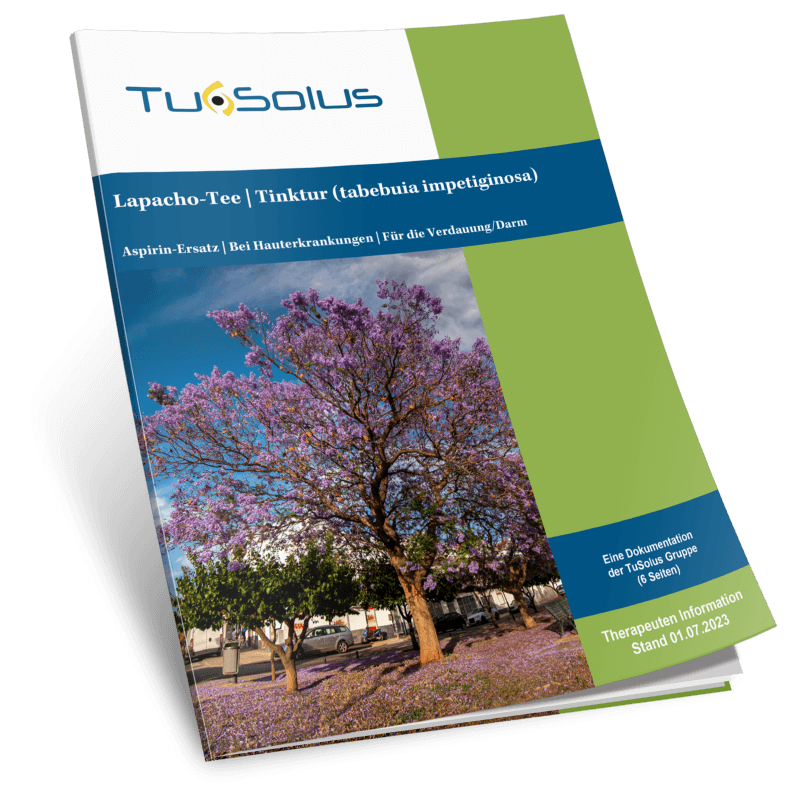 TuSolus
Lapacho-Tee | Tinktur (tabebuia impetiginosa)
Aspirin-Ersatz | Bei Hauterkrankungen | Für die Verdauung/Darm
Eine Dokumentation
der TuSolus Gruppe
(6 Seiten)
Therapeuten Information
Stand 01.07.2023